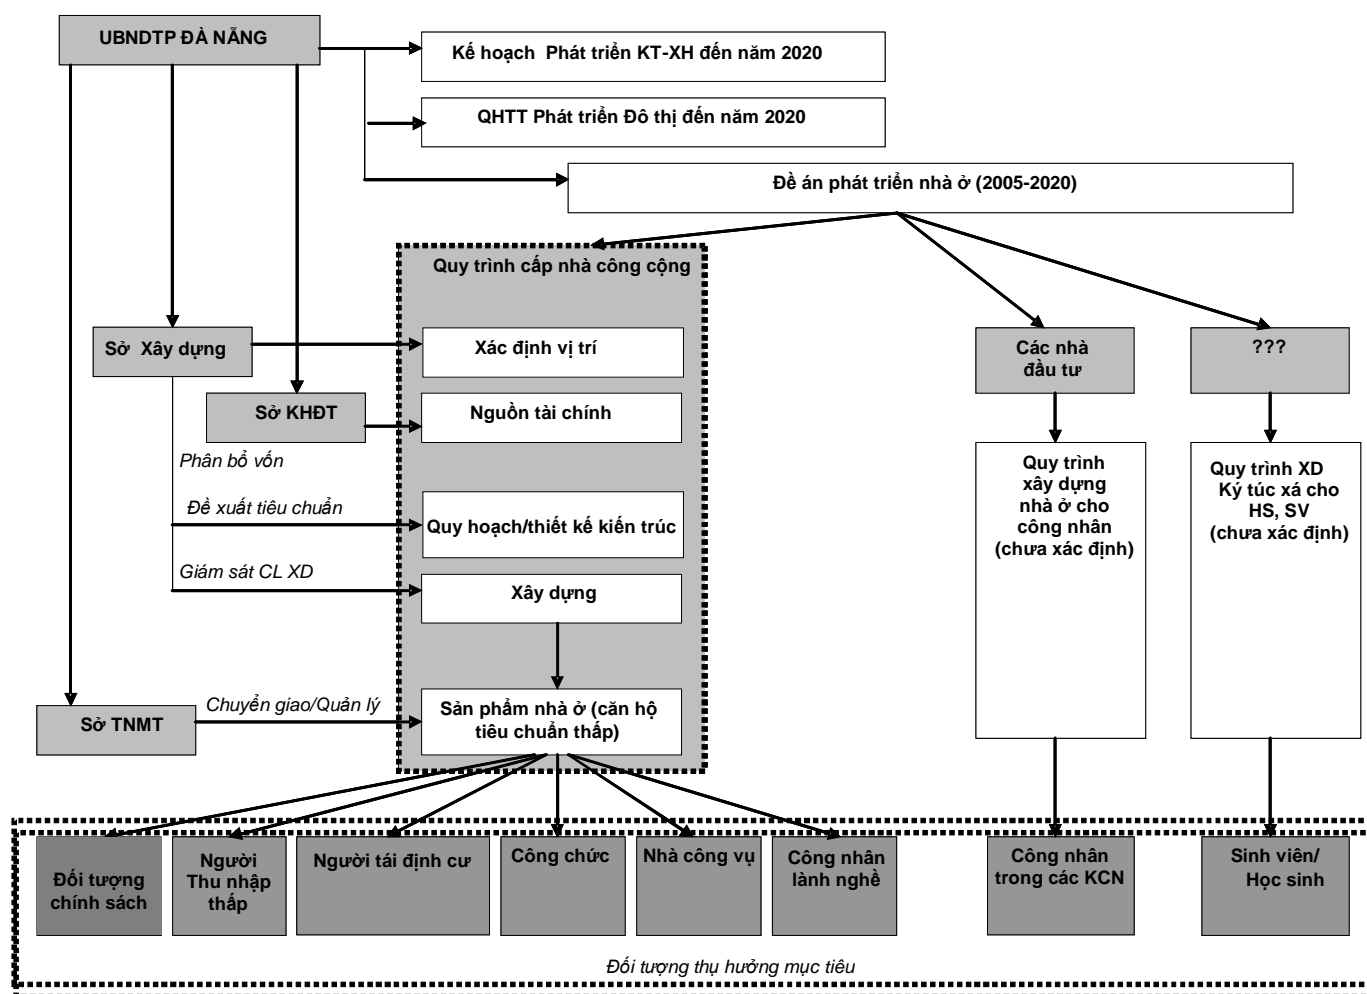 UBNDTP ĐÀ NẴNG
Kế hoạch Phát triển KT-XH đến năm 2020
QHTT Phát triển Đô thị đến năm 2020
Đề án phát triển nhà ở (2005-2020)
Quy trình cấp nhà công cộng
Sở Xây dựng
Xác định vị trí
Các nhà
đầu tư
???
Sở KHĐT
Nguồn tài chính
Phân bổ vốn
Đề xuất tiêu chuẩn
Quy hoạch/thiết kế kiến trúc
Giám sát CL XD
Xây dựng
Quy trình
xây dựng
nhà ở cho
công nhân
(chưa xác định)
Quy trình XD
Ký túc xá cho
HS, SV
(chưa xác định)
Sở TNMT
Chuyển giao/Quản lý
Sản phẩm nhà ở (căn hộ
tiêu chuẩn thấp)
Đối tượng
chính sách
Người
Thu nhập
thấp
Người tái định cư
Công chức
Nhà công vụ
Công nhân
lành nghề
Công nhân
trong các KCN
Sinh viên/
Học sinh
Đối tượng thụ hưởng mục tiêu